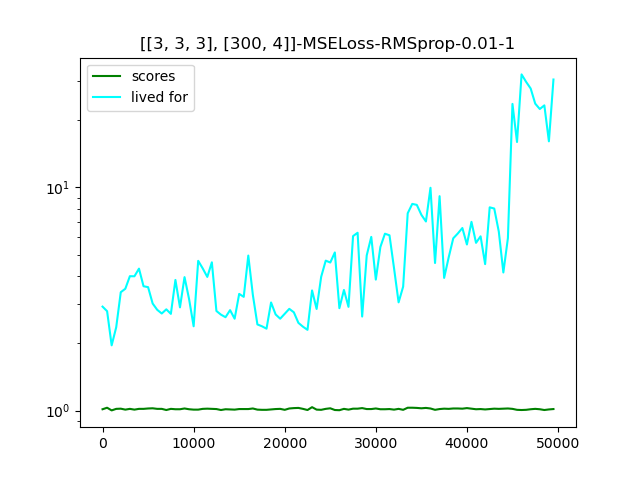 [[3, 3, 3], [300, 4]]-MSELoss-RMSprop-0.01-1
scores
lived for
10¹
10⁰
0 10000 20000 30000 40000 50000